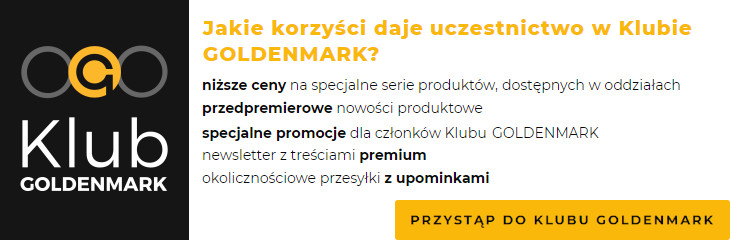 Klub
GOLDENMARK
Jakie korzyści daje uczestnictwo w Klubie
GOLDENMARK?
niższe ceny na specjalne serie produktów, dostępnych w oddziałach
przedpremierowe nowości produktowe
specjalne promocje dla członków Klubu GOLDENMARK
newsletter z treściami premium
okolicznościowe przesyłki z upominkami
PRZYSTĄP DO KLUBU GOLDENMARK